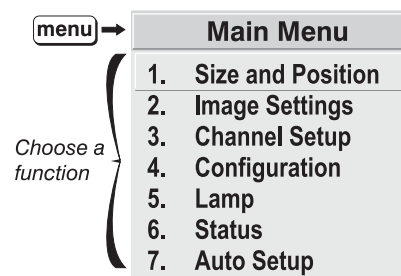 menu
Main Menu
1. Size and Position
2. Image Settings
3. Channel Setup
4. Configuration
5. Lamp
6. Status
7. Auto Setup
Choose a
function